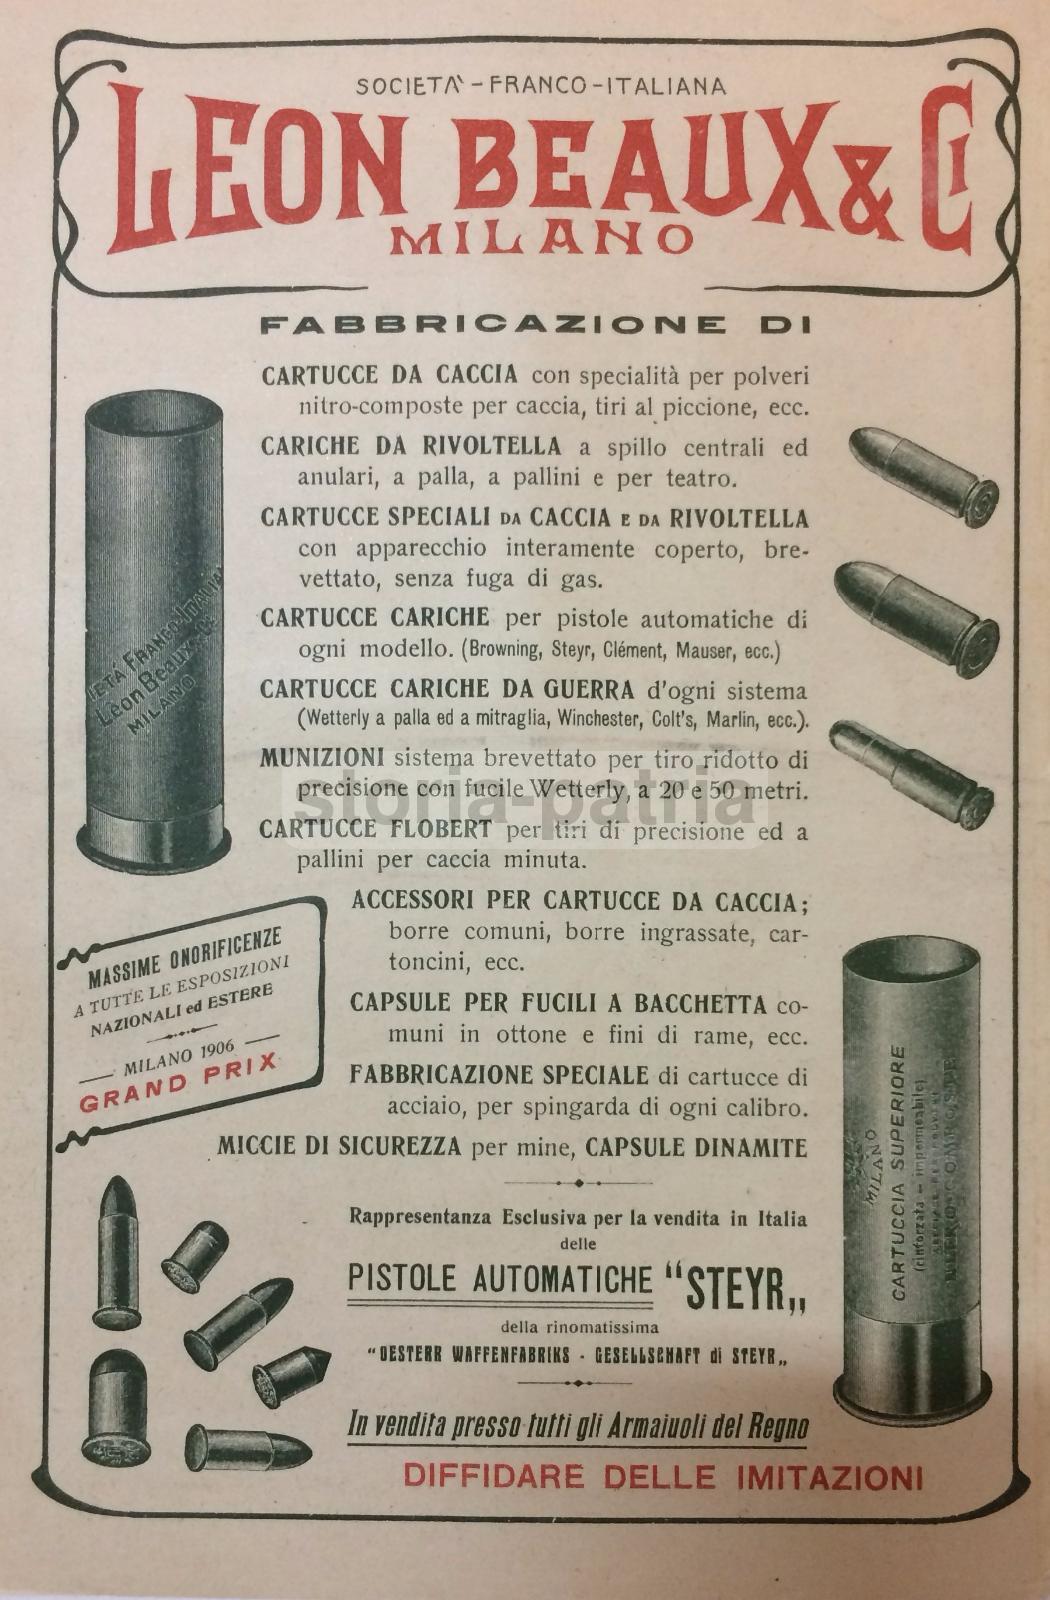 SOCIETA' - FRANCO - ITALIANA
LEON BEAUX & Ci
MILANO
FABBRICAZIONE DI
CARTUCCE DA CACCIA con specialità per polveri
nitro-composte per caccia, tiri al piccione, ecc.
CARICHE DA RIVOLTELLA a spillo centrali ed
anulari, a palla, a pallini e per teatro.
CARTUCCE SPECIALI DA CACCIA E DA RIVOLTELLA
con apparecchio interamente coperto, bre-
vettato, senza fuga di gas.
CARTUCCE CARICHE per pistole automatiche di
ogni modello. (Browning, Steyr, Clément, Mauser, ecc.)
CARTUCCE CARICHE DA GUERRA d'ogni sistema
(Wetterly a palla ed a mitraglia, Winchester, Colt's, Marlin, ecc.).
MUNIZIONI sistema brevettato per tiro ridotto di
precisione con fucile Wetterly, a 20 e 50 metri.
CARTUCCE FLOBERT per tiri di precisione ed a
pallini per caccia minuta.
ACCESSORI PER CARTUCCE DA CACCIA;
borre comuni, borre ingrassate, car-
toncini, ecc.
CAPSULE PER FUCILI A BACCHETTA co-
muni in ottone e fini di rame, ecc.
FABBRICAZIONE SPECIALE di cartucce di
acciaio, per spingarda di ogni calibro.
MICCIE DI SICUREZZA per mine, CAPSULE DINAMITE
Rappresentanza Esclusiva per la vendita in Italia
delle
PISTOLE AUTOMATICHE "STEYR„
della rinomatissima
"OESTERR WAFFENFABRIKS - GESELLSCHAFT di STEYR„
In vendita presso tutti gli Armaiuoli del Regno
DIFFIDARE DELLE IMITAZIONI
MASSIME ONORIFICENZE
A TUTTE LE ESPOSIZIONI
NAZIONALI ed ESTERE
MILANO 1906
GRAND PRIX
IETÁ FRANCO-ITALIA
Léon Beaux & Ci
MILANO
MILANO
CARTUCCIA SUPERIORE
(rinforzata - impermeabile)
storia-patria